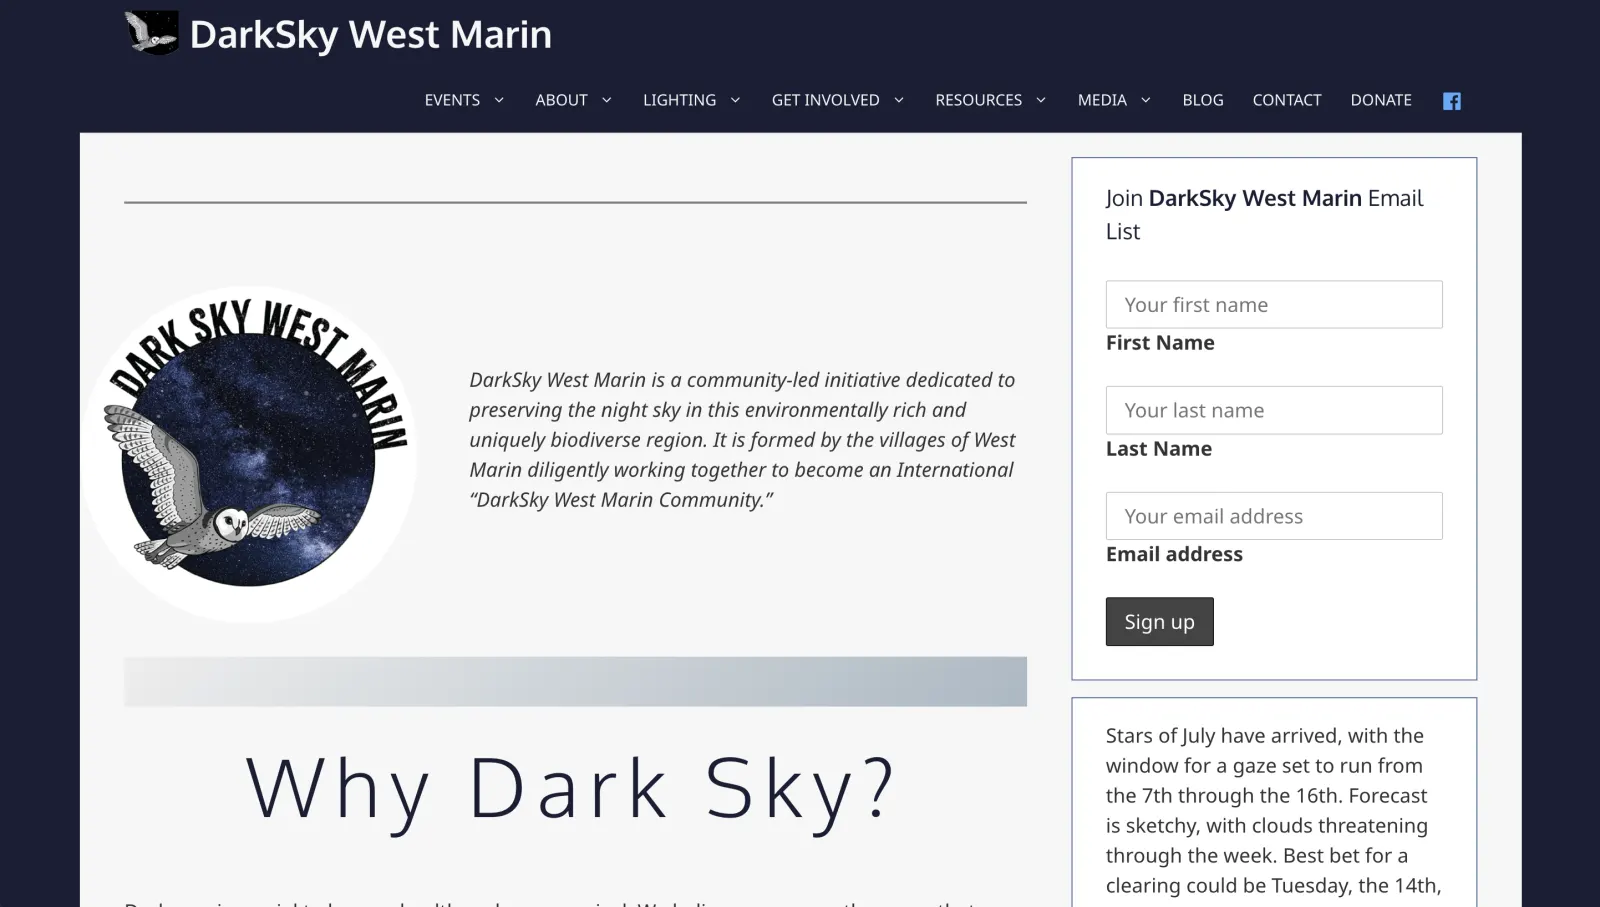 DarkSky West Marin
EVENTS
ABOUT
LIGHTING
GET INVOLVED
RESOURCES
MEDIA
BLOG
CONTACT
DONATE
DARK SKY WEST MARIN
DarkSky West Marin is a community-led initiative dedicated to
preserving the night sky in this environmentally rich and
uniquely biodiverse region. It is formed by the villages of West
Marin diligently working together to become an International
“DarkSky West Marin Community.”
Why Dark Sky?
Join DarkSky West Marin Email
List
Your first name
First Name
Your last name
Last Name
Your email address
Email address
Sign up
Stars of July have arrived, with the
window for a gaze set to run from
the 7th through the 16th. Forecast
is sketchy, with clouds threatening
through the week. Best bet for a
clearing could be Tuesday, the 14th,